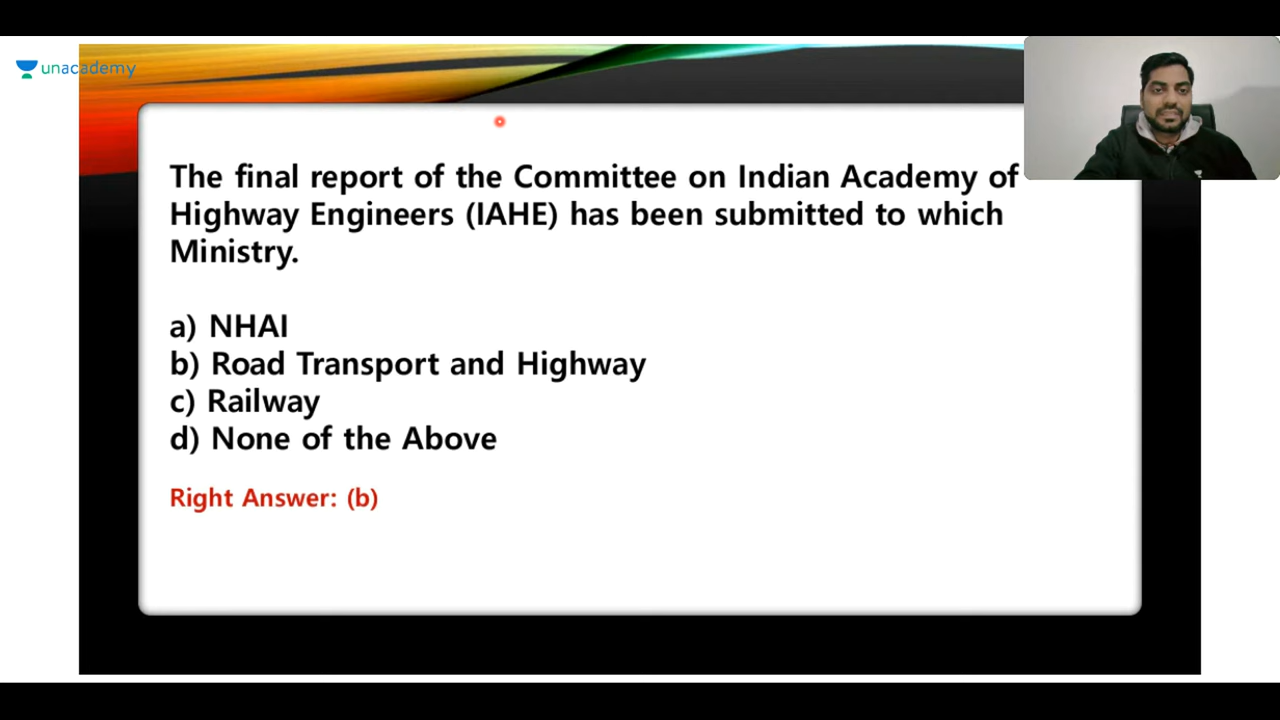 unacademy
The final report of the Committee on Indian Academy of
Highway Engineers (IAHE) has been submitted to which
Ministry.
a) NHAI
b) Road Transport and Highway
c) Railway
d) None of the Above
Right Answer: (b)